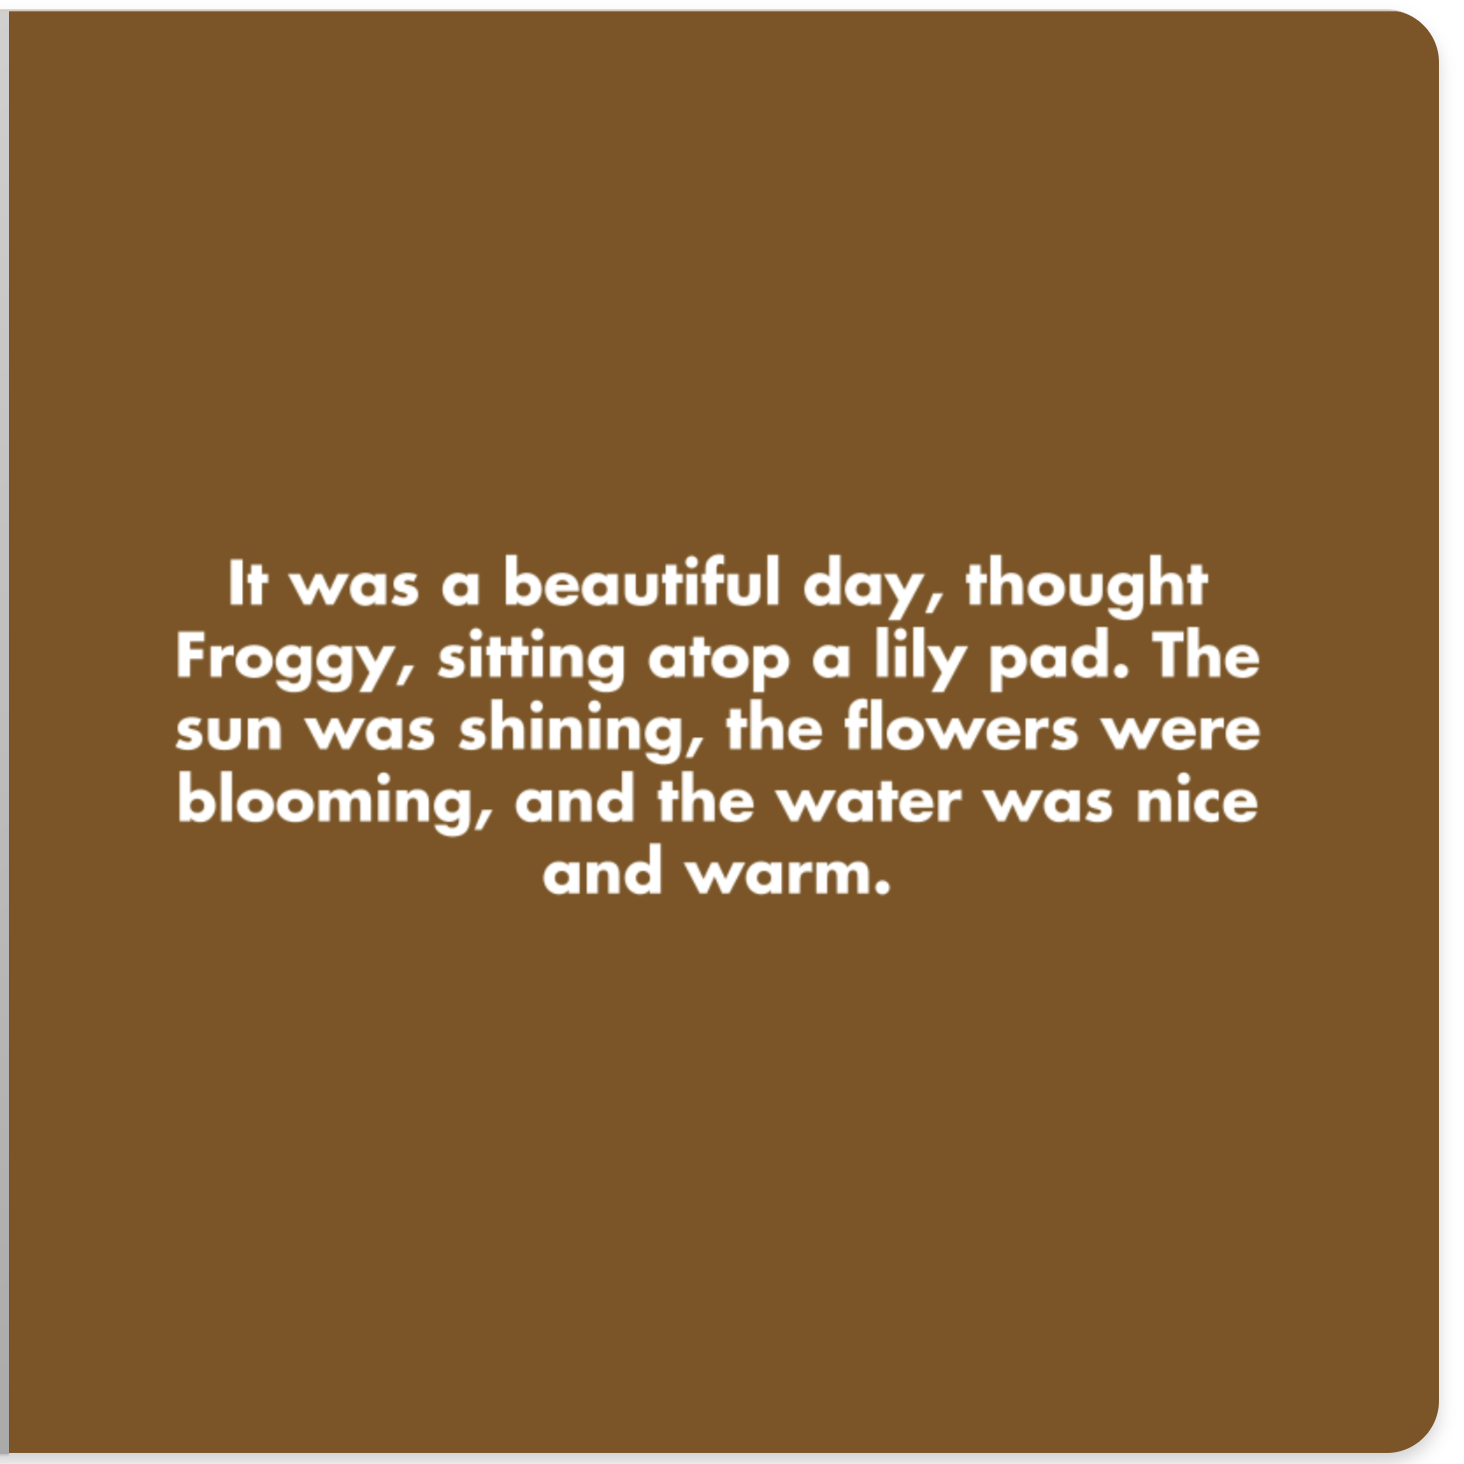 It was a beautiful day, thought
Froggy, sitting atop a lily pad. The
sun was shining, the flowers were
blooming, and the water was nice
and warm.